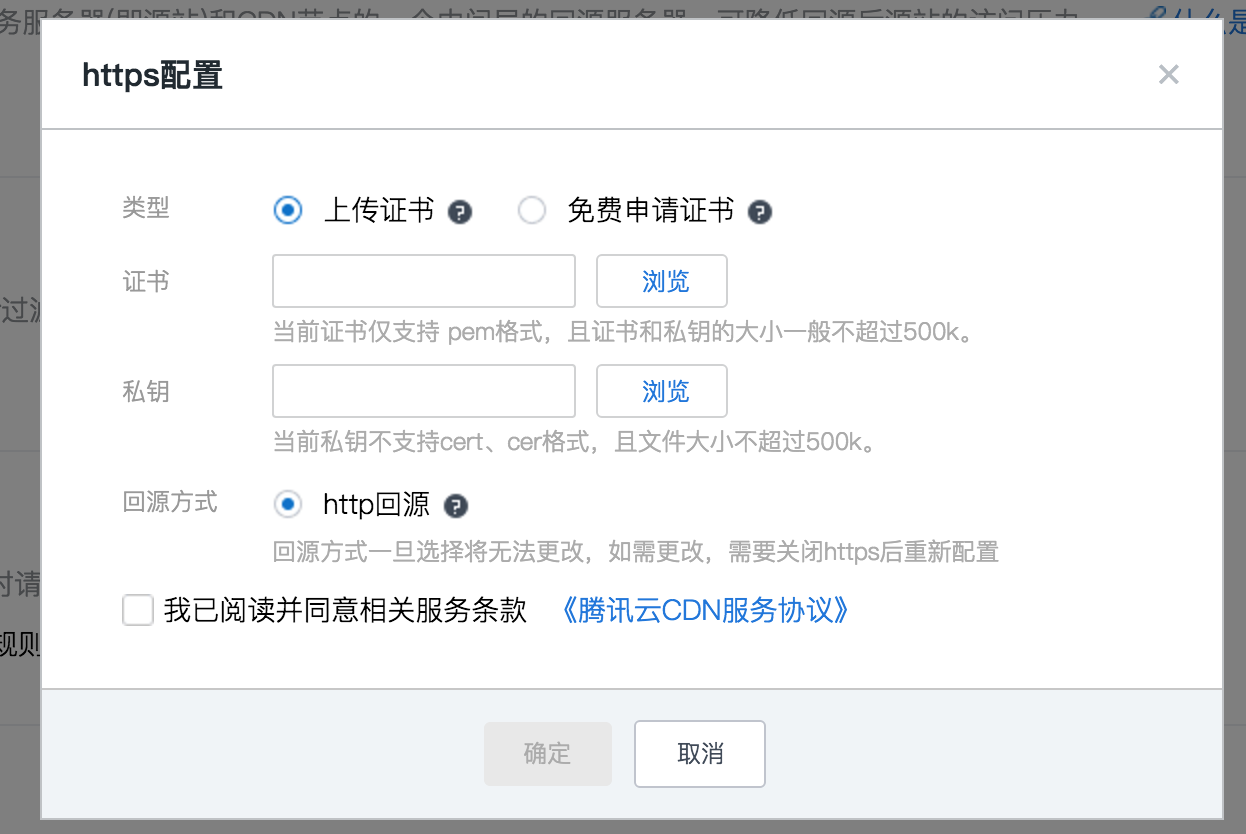 https配置
类型 上传证书 免费申请证书
证书 浏览
当前证书仅支持 pem格式，且证书和私钥的大小一般不超过500k。
私钥 浏览
当前私钥不支持cert、cer格式，且文件大小不超过500k。
回源方式 http回源
回源方式一旦选择将无法更改，如需更改，需要关闭https后重新配置
我已阅读并同意相关服务条款 《腾讯云CDN服务协议》
确定 取消